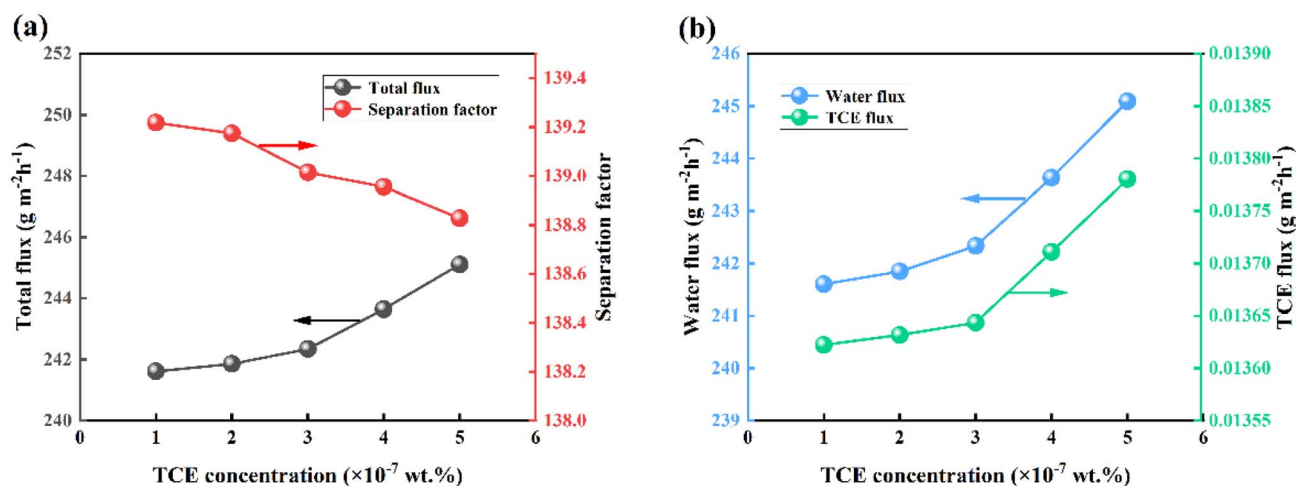 (a)
252
250
248
246
244
242
240
Total flux (g m⁻²h⁻¹)
Total flux
Separation factor
139.4
139.2
139.0
138.8
138.6
138.4
138.2
138.0
Separation factor
0 1 2 3 4 5 6
TCE concentration (×10⁻⁷ wt.%)
(b)
246
245
244
243
242
241
240
239
Water flux (g m⁻²h⁻¹)
Water flux
TCE flux
0.01390
0.01385
0.01380
0.01375
0.01370
0.01365
0.01360
0.01355
TCE flux (g m⁻²h⁻¹)
0 1 2 3 4 5 6
TCE concentration (×10⁻⁷ wt.%)